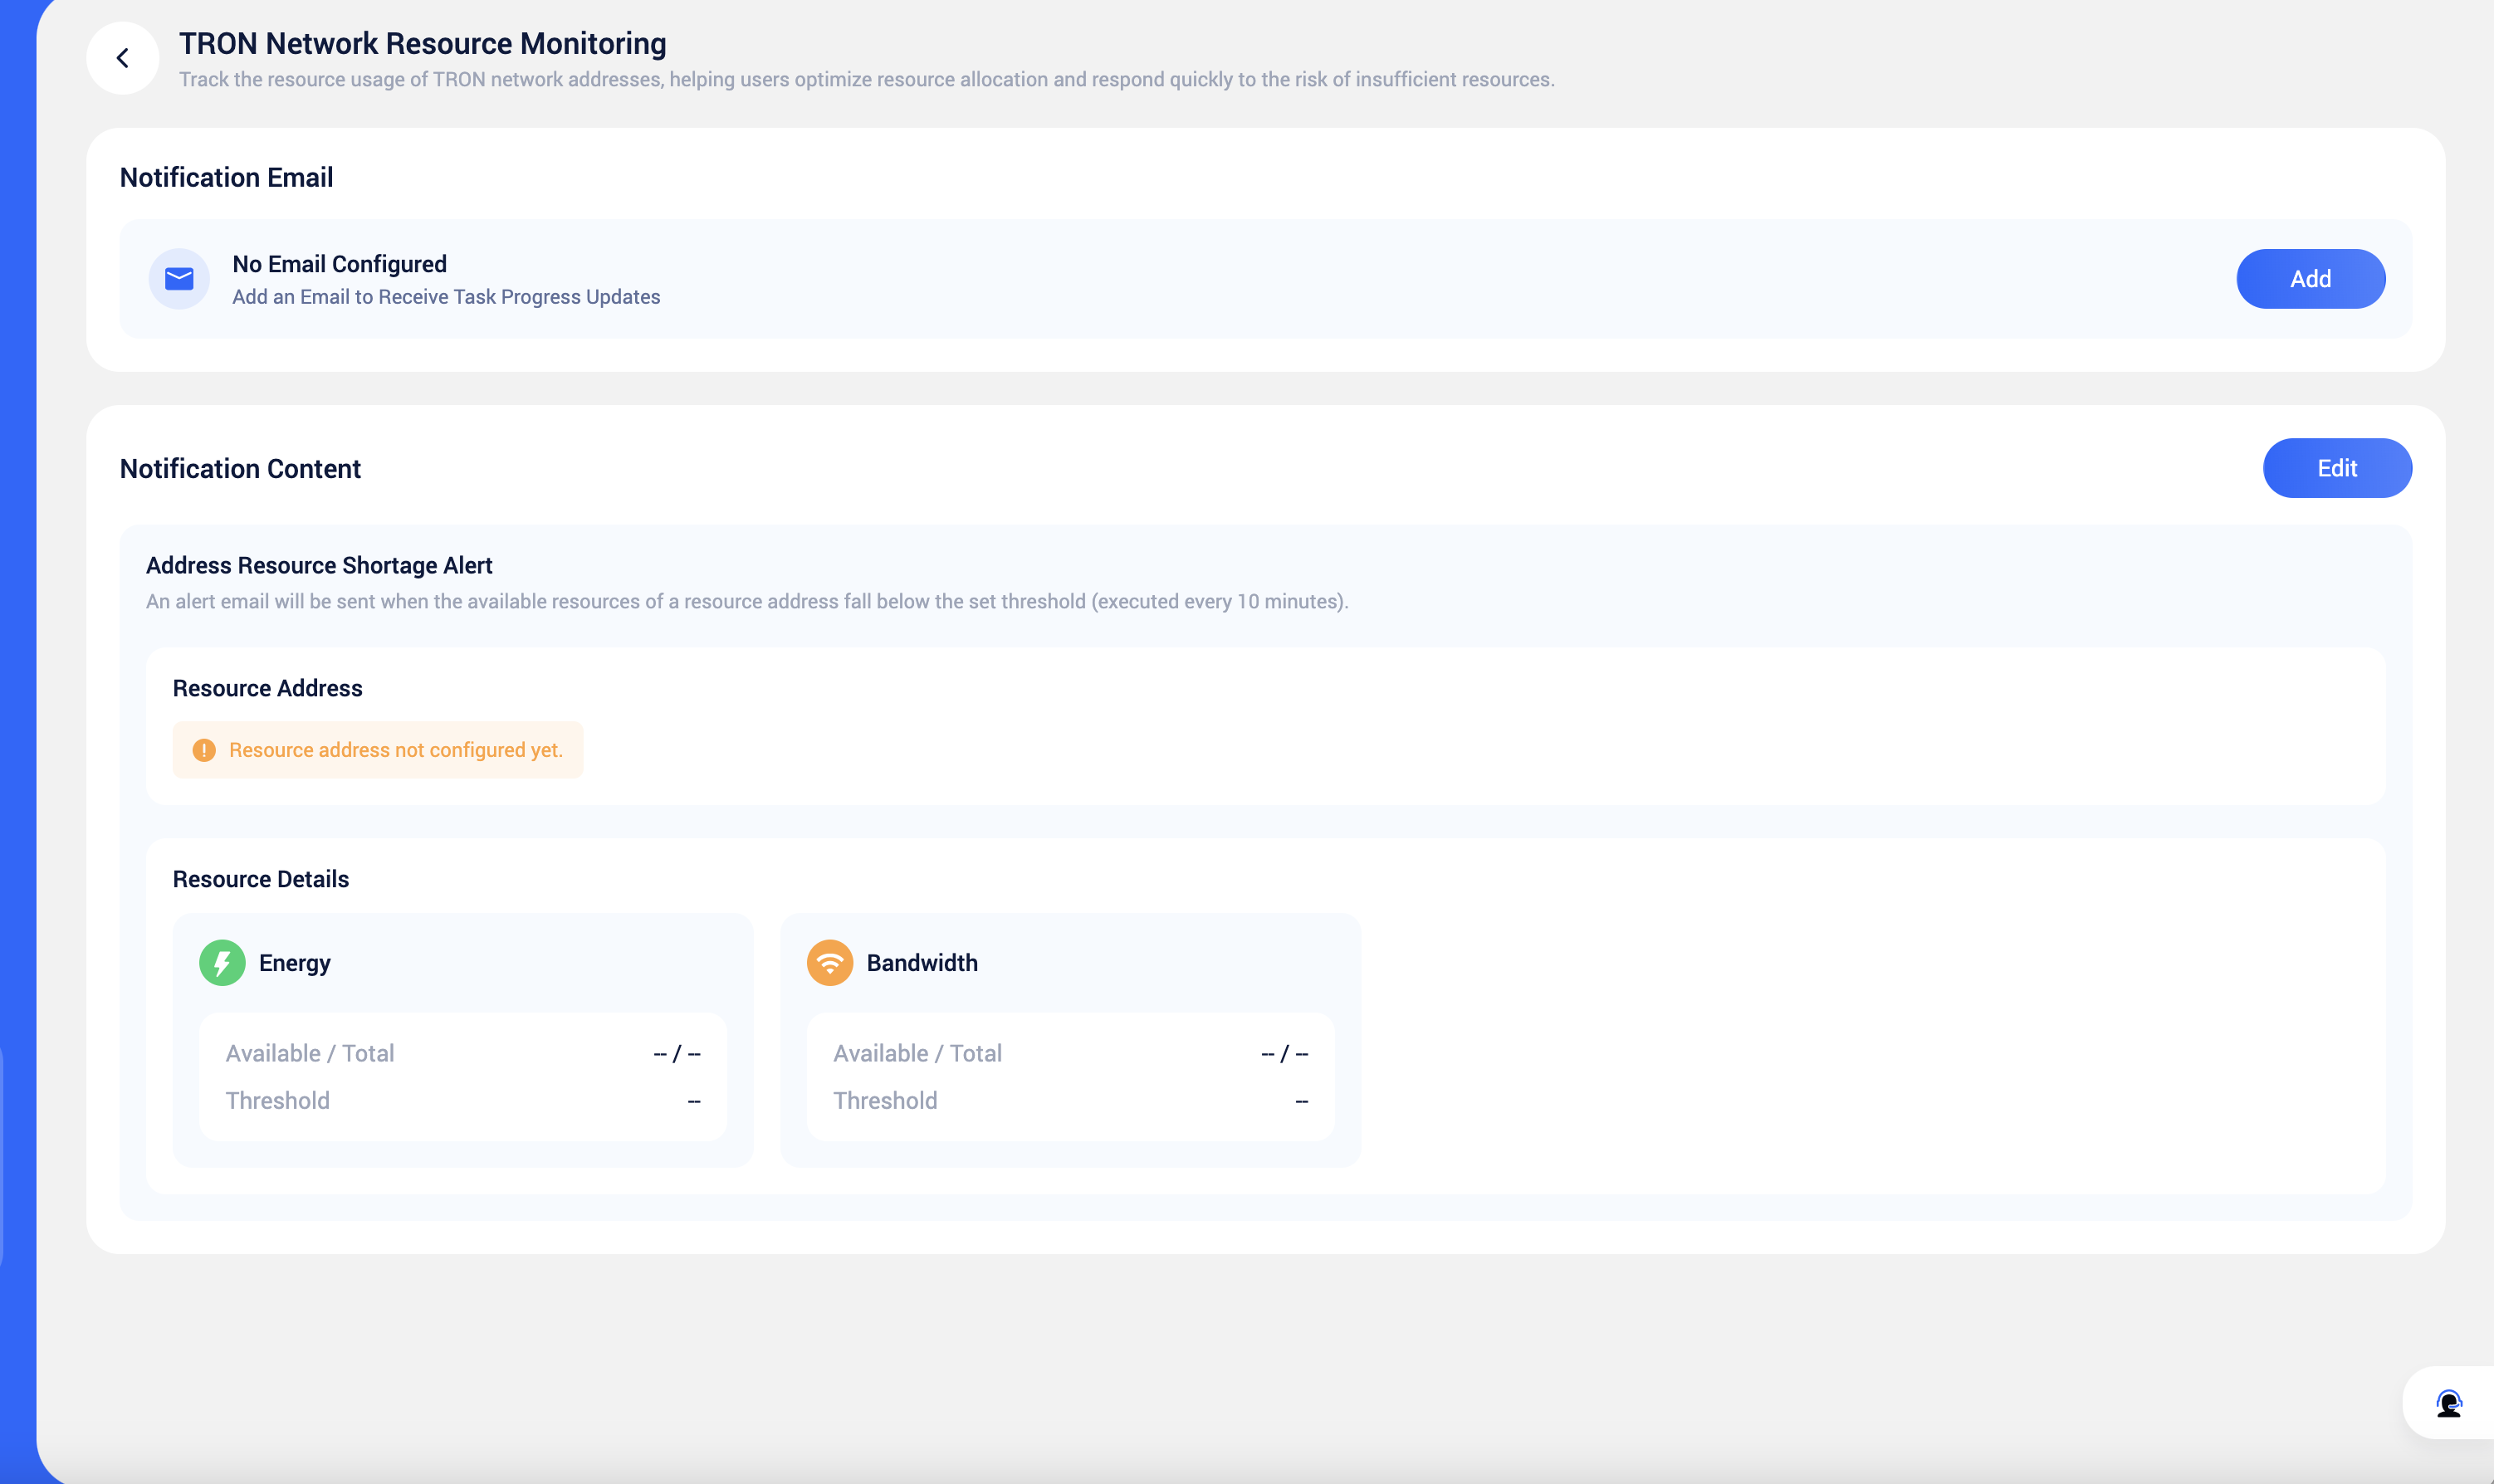 TRON Network Resource Monitoring
Track the resource usage of TRON network addresses, helping users optimize resource allocation and respond quickly to the risk of insufficient resources.
Notification Email
No Email Configured
Add an Email to Receive Task Progress Updates
Add
Notification Content
Edit
Address Resource Shortage Alert
An alert email will be sent when the available resources of a resource address fall below the set threshold (executed every 10 minutes).
Resource Address
Resource address not configured yet.
Resource Details
Energy
Available / Total -- / --
Threshold --
Bandwidth
Available / Total -- / --
Threshold --